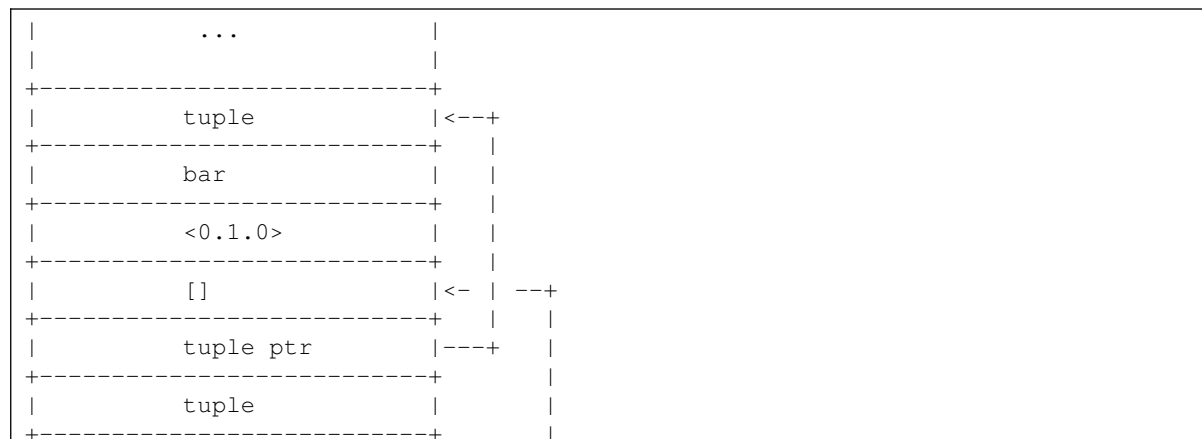 |           ...             |
|                           |
+---------------------------+
|          tuple            |<--+
+---------------------------+   |
|          bar              |   |
+---------------------------+   |
|          <0.1.0>          |   |
+---------------------------+   |
|          []               |<- | --+
+---------------------------+   |   |
|          tuple ptr        |---+   |
+---------------------------+       |
|          tuple            |       |
+---------------------------+       |